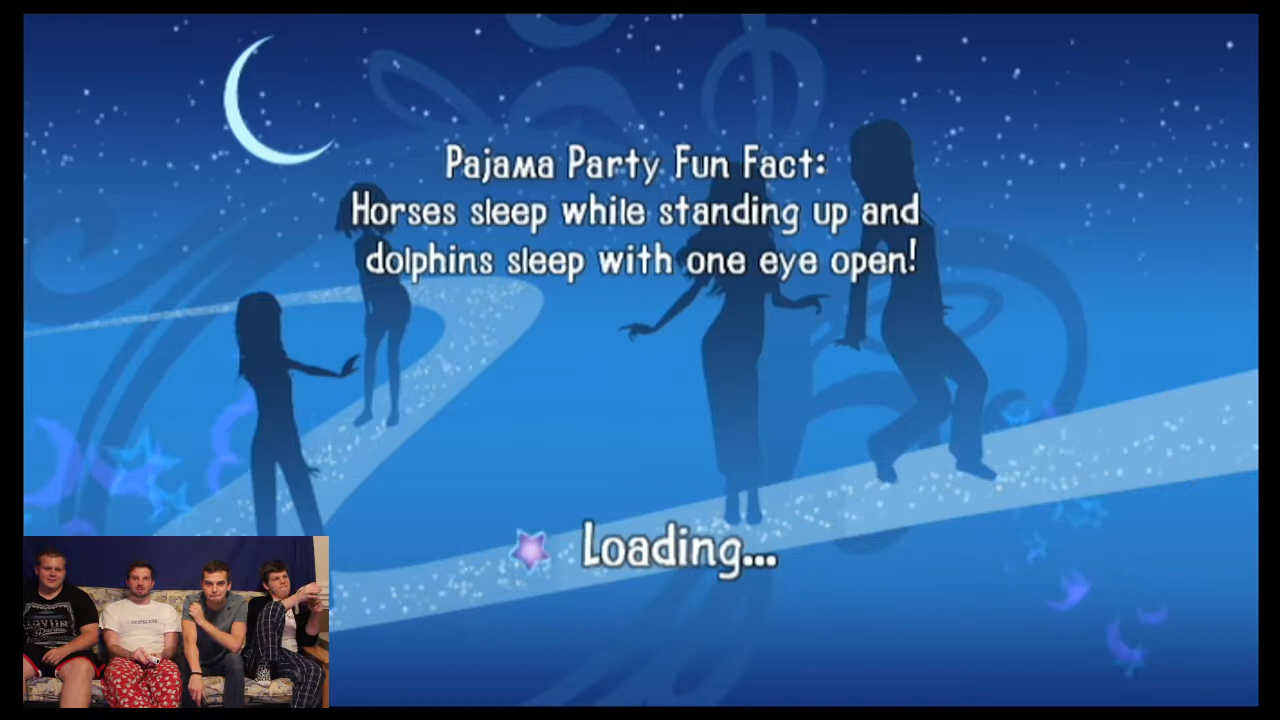 Pajama Party Fun Fact:
Horses sleep while standing up and
dolphins sleep with one eye open!
Loading...